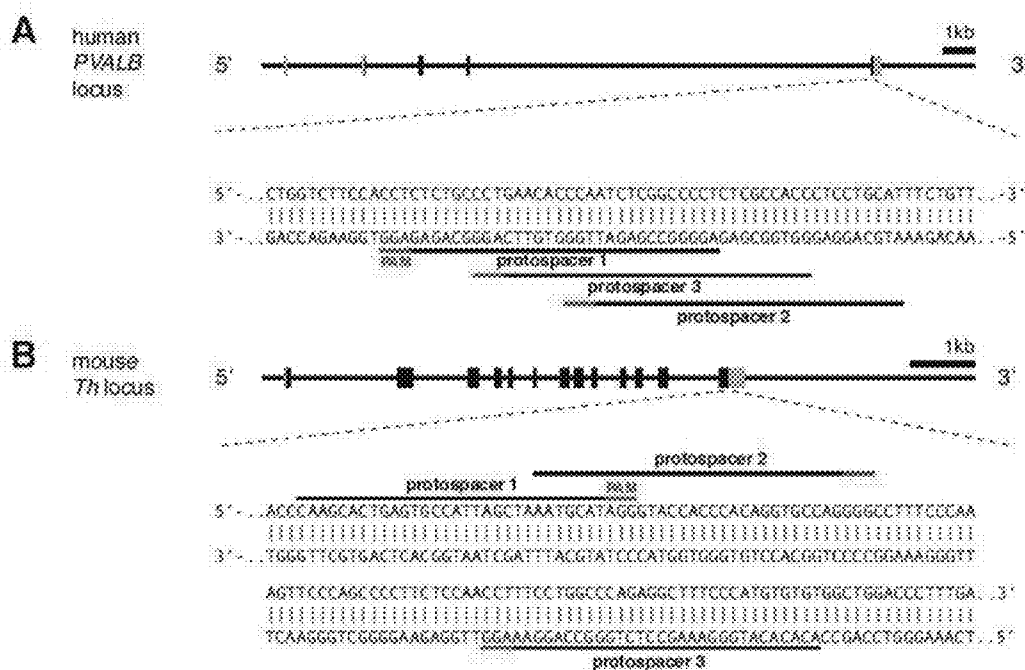 A
human
PVALB
locus
1kb
5' 3
5'-...CTGGTCTTCCACCTCTCTGCCCTGAACACCCAATCTCGGCCCCTCTCGCCACCCTCCTGCATTTCTGTT...-3'
3'-...GACCAGAAGGTGGAGAGACGGGACTTGTGGGTTAGAGCCGGGGAGAGCGGTGGGAGGACGTAAAGACAA...-5'
PAM protospacer 1
protospacer 3
protospacer 2
B
mouse
Th locus
1kb
5' 3'
protospacer 2
protospacer 1 PAM
5'-...ACCCAAGCACTGAGTGCCATTAGCTAAATGCATAGGGTACCACCCACAGGTGCCAGGGGCCTTTCCCAA
3'-...TGGGTTCGTGACTCACGGTAATCGATTTACGTATCCCATGGTGGGTGTCCACGGTCCCCGGAAAGGGTT
AGTTCCCAGCCCCTTCTCCAACCTTTCCTGGCCCAGAGGCTTTCCCATGTGTGTGGCTGGACCCTTTGA...3'
TCAAGGGTCGGGGAAGAGGTTGGAAAGGACCGGGTCTCCGAAAGGGTACACACACCGACCTGGGAAACT...5'
protospacer 3